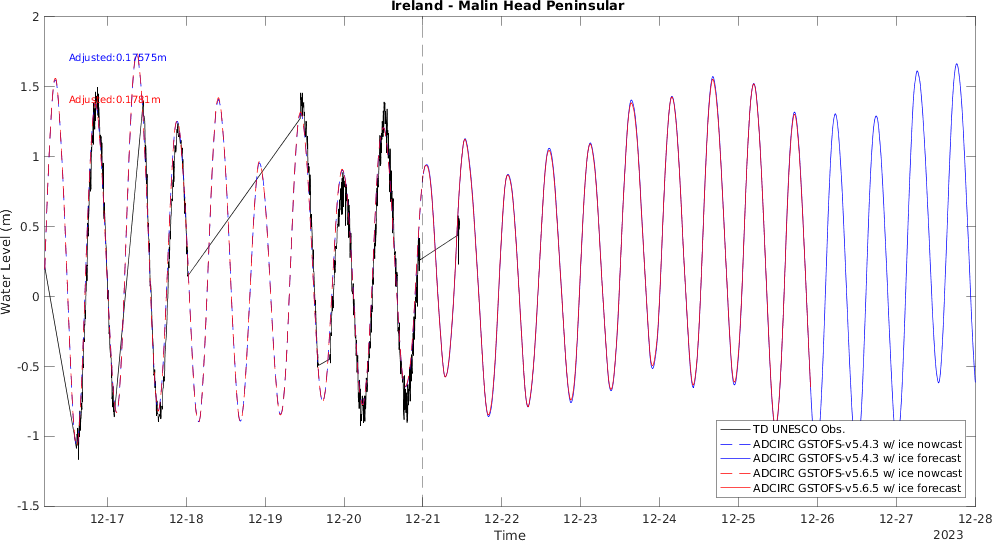 Ireland - Malin Head Peninsular
Adjusted:0.17575m
Adjusted:0.1781m
Water Level (m)
2
1.5
1
0.5
0
-0.5
-1
-1.5
TD UNESCO Obs.
ADCIRC GSTOFS-v5.4.3 w/ ice nowcast
ADCIRC GSTOFS-v5.4.3 w/ ice forecast
ADCIRC GSTOFS-v5.6.5 w/ ice nowcast
ADCIRC GSTOFS-v5.6.5 w/ ice forecast
12-17 12-18 12-19 12-20 12-21 12-22 12-23 12-24 12-25 12-26 12-27 12-28
Time
2023